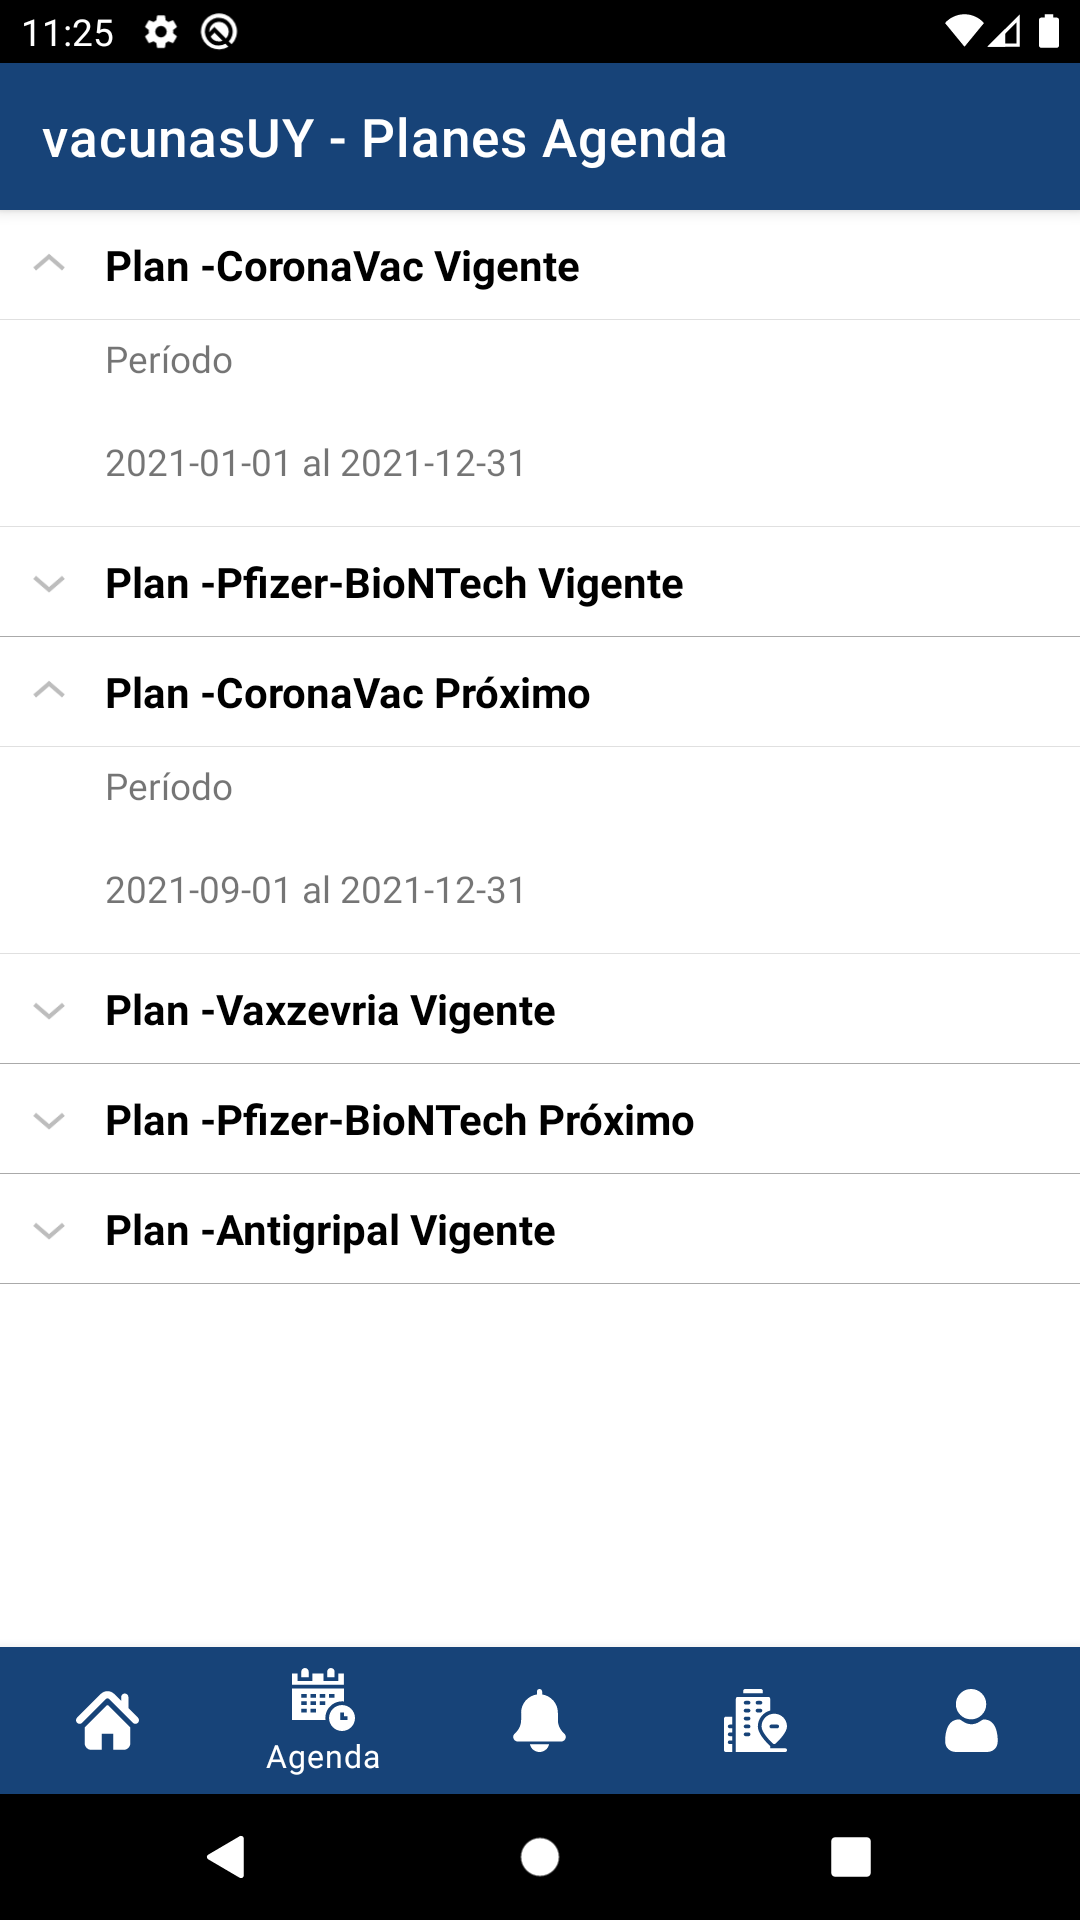 11:25
vacunasUY - Planes Agenda
Plan -CoronaVac Vigente
Período
2021-01-01 al 2021-12-31
Plan -Pfizer-BioNTech Vigente
Plan -CoronaVac Próximo
Período
2021-09-01 al 2021-12-31
Plan -Vaxzevria Vigente
Plan -Pfizer-BioNTech Próximo
Plan -Antigripal Vigente
Agenda